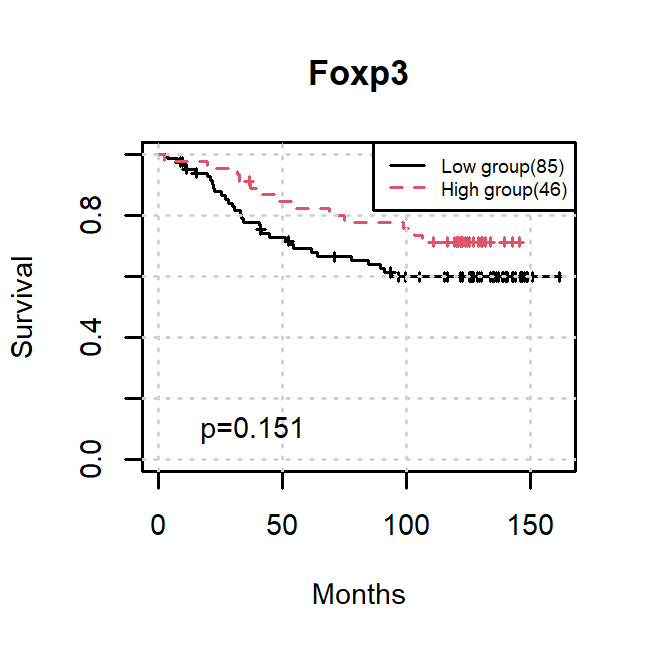 Foxp3
Low group(85)
High group(46)
Survival
0.8
0.4
0.0
p=0.151
0 50 100 150
Months